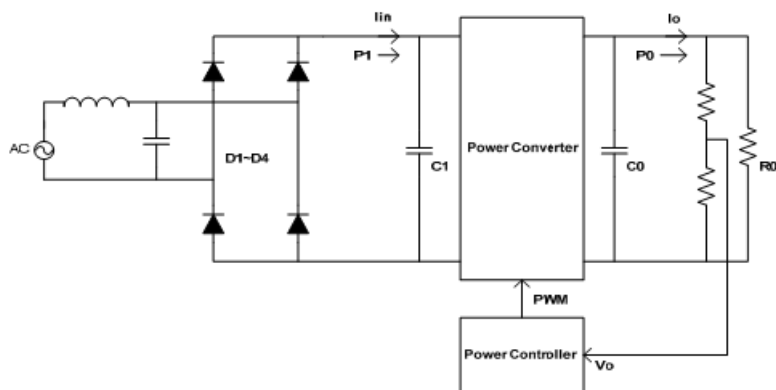 Iin
Io
P1
P0
AC
D1~D4
C1
Power Converter
C0
R0
PWM
Power Controller
Vo